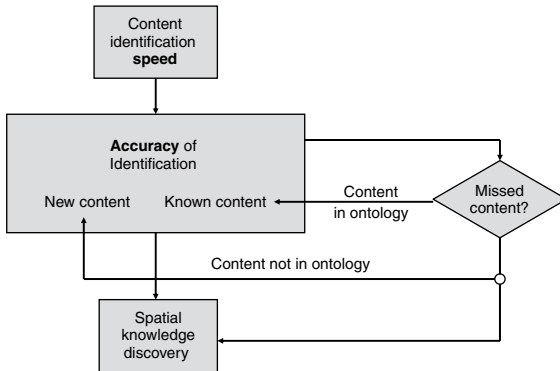 Content
identification
speed
Accuracy of
Identification
New content
Known content
Content
in ontology
Missed
content?
Content not in ontology
Spatial
knowledge
discovery